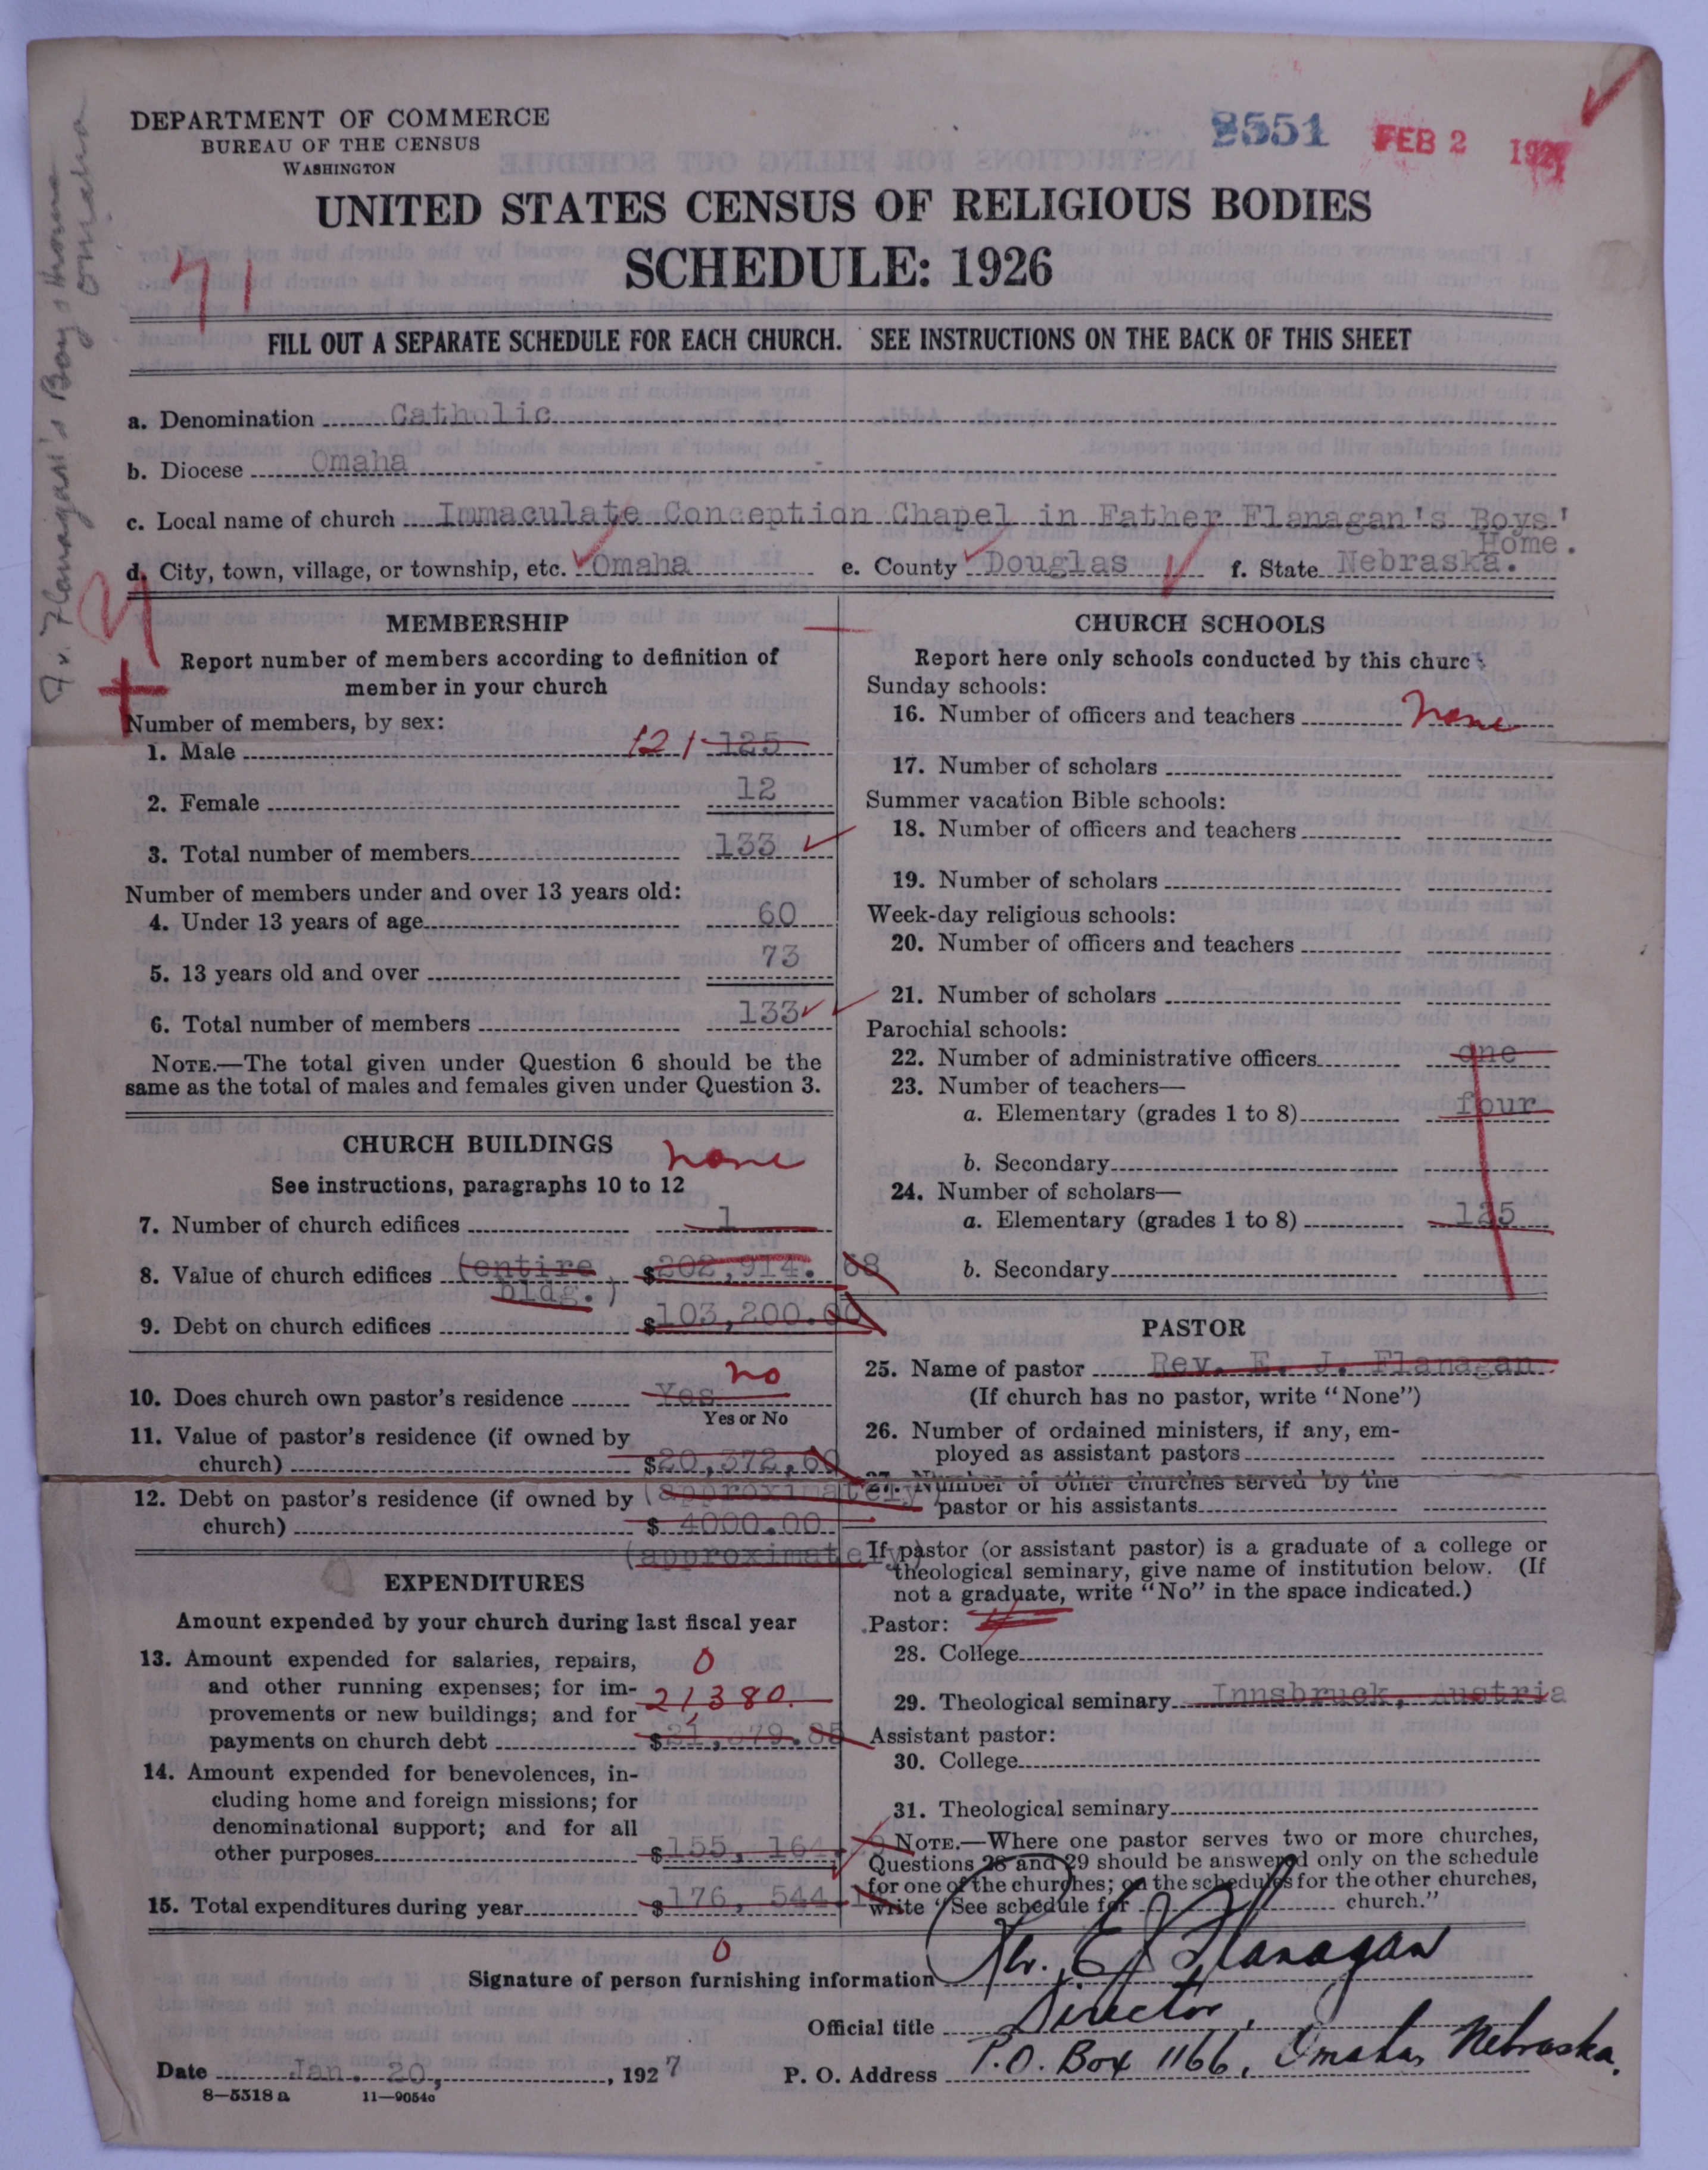 DEPARTMENT OF COMMERCE
BUREAU OF THE CENSUS
WASHINGTON
2551 FEB 2 1927
UNITED STATES CENSUS OF RELIGIOUS BODIES
SCHEDULE: 1926
71
Fr. Flanagan's Boys Home
Omaha
FILL OUT A SEPARATE SCHEDULE FOR EACH CHURCH. SEE INSTRUCTIONS ON THE BACK OF THIS SHEET
a. Denomination Catholic
b. Diocese Omaha
c. Local name of church Immaculate Conception Chapel in Father Flanagan's Boys' Home.
d. City, town, village, or township, etc. Omaha e. County Douglas f. State Nebraska.
MEMBERSHIP
Report number of members according to definition of
member in your church
Number of members, by sex:
1. Male 121 125
2. Female 12
3. Total number of members 133
Number of members under and over 13 years old:
4. Under 13 years of age 60
5. 13 years old and over 73
6. Total number of members 133
NOTE.—The total given under Question 6 should be the
same as the total of males and females given under Question 3.
CHURCH BUILDINGS none
See instructions, paragraphs 10 to 12
7. Number of church edifices 1
8. Value of church edifices (entire bldg.) $202,914.68
9. Debt on church edifices $103,200.00
no
10. Does church own pastor's residence Yes
Yes or No
11. Value of pastor's residence (if owned by
church) $20,372,60
(approximately)
12. Debt on pastor's residence (if owned by
church) $ 4000.00
(approximately)
EXPENDITURES
Amount expended by your church during last fiscal year
13. Amount expended for salaries, repairs, 0
and other running expenses; for im- 21,380.
provements or new buildings; and for
payments on church debt $21,379.85
14. Amount expended for benevolences, in-
cluding home and foreign missions; for
denominational support; and for all
other purposes $155, 164.
15. Total expenditures during year $176, 544.
0
CHURCH SCHOOLS
Report here only schools conducted by this church
Sunday schools:
16. Number of officers and teachers none
17. Number of scholars
Summer vacation Bible schools:
18. Number of officers and teachers
19. Number of scholars
Week-day religious schools:
20. Number of officers and teachers
21. Number of scholars
Parochial schools:
22. Number of administrative officers one
23. Number of teachers—
a. Elementary (grades 1 to 8) four
b. Secondary
24. Number of scholars—
a. Elementary (grades 1 to 8) 125
b. Secondary
PASTOR
25. Name of pastor Rev. E. J. Flanagan.
(If church has no pastor, write "None")
26. Number of ordained ministers, if any, em-
ployed as assistant pastors
27. Number of other churches served by the
pastor or his assistants
If pastor (or assistant pastor) is a graduate of a college or
theological seminary, give name of institution below. (If
not a graduate, write "No" in the space indicated.)
Pastor:
28. College
29. Theological seminary Innsbruck, Austria
Assistant pastor:
30. College
31. Theological seminary
NOTE.—Where one pastor serves two or more churches,
Questions 28 and 29 should be answered only on the schedule
for one of the churches; on the schedules for the other churches,
write "See schedule for church."
Signature of person furnishing information Rev. E J Flanagan
Official title Director,
Date Jan. 20, 1927 P. O. Address P.O. Box 1166, Omaha, Nebraska.
8—5518 a 11—9054c